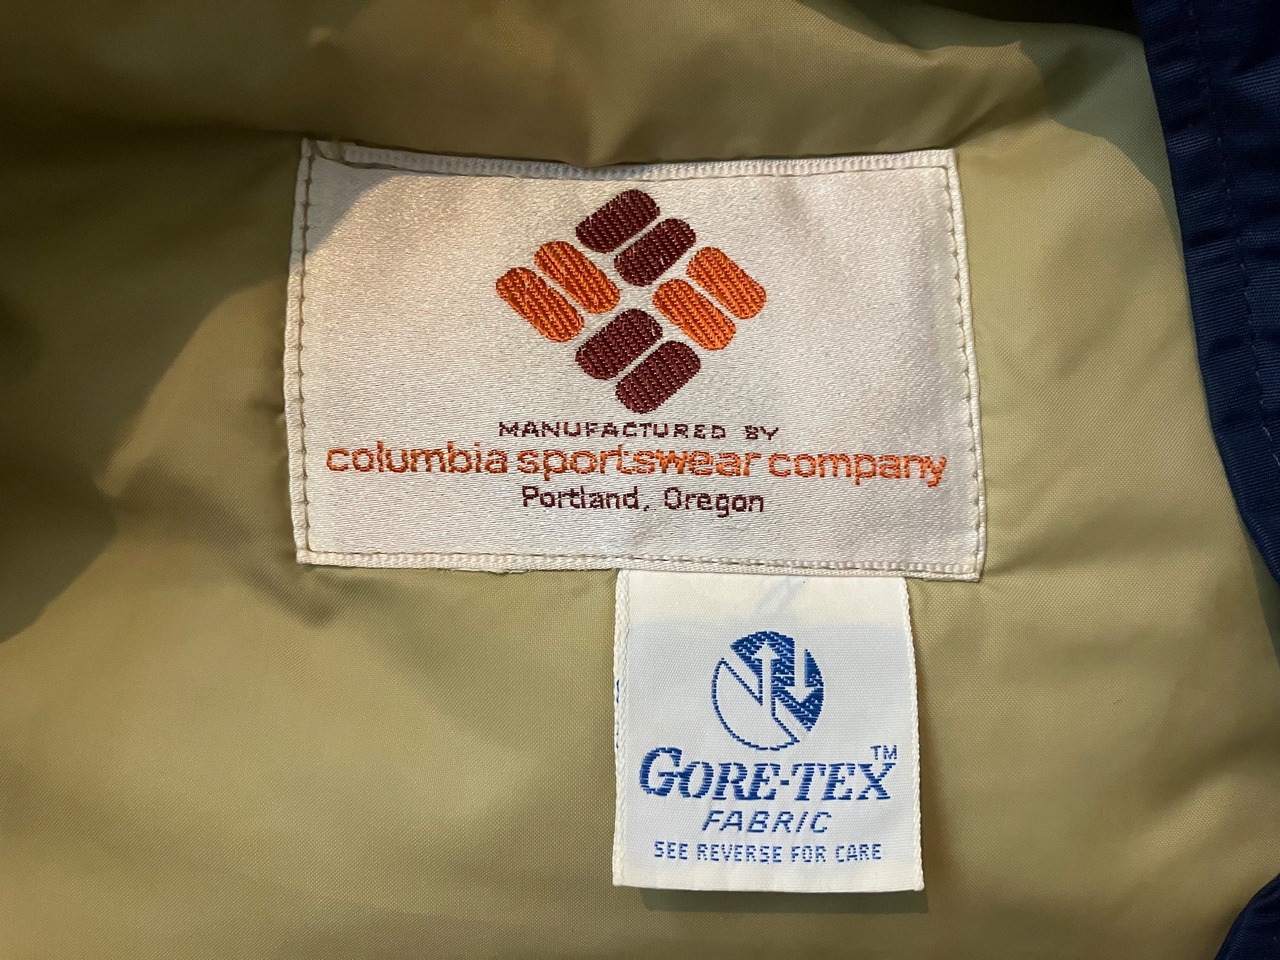 MANUFACTURED BY
columbia sportswear company
Portland, Oregon
GORE-TEX™
FABRIC
SEE REVERSE FOR CARE